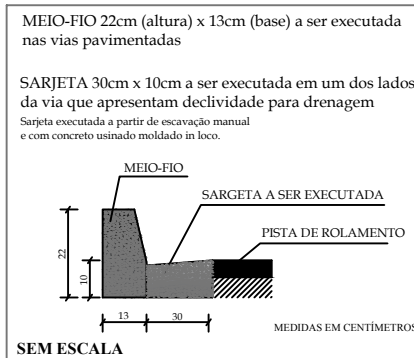 MEIO-FIO 22cm (altura) x 13cm (base) a ser executada
nas vias pavimentadas
SARJETA 30cm x 10cm a ser executada em um dos lados
da via que apresentam declividade para drenagem
Sarjeta executada a partir de escavação manual
e com concreto usinado moldado in loco.
MEIO-FIO
SARGETA A SER EXECUTADA
PISTA DE ROLAMENTO
22
10
13
30
MEDIDAS EM CENTÍMETROS
SEM ESCALA